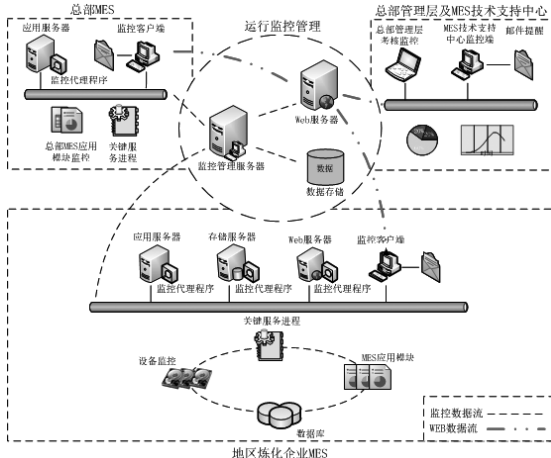 总部MES
运行监控管理
总部管理层及MES技术支持中心
应用服务器
监控客户端
监控代理程序
总部MES应用
模块监控
关键服
务进程
Web服务器
监控管理服务器
数据
数据存储
总部管理层
考核监控
MES技术支持
中心监控端
邮件提醒
应用服务器
存储服务器
Web服务器
监控客户端
监控代理程序
监控代理程序
监控代理程序
关键服务进程
设备监控
MES应用模块
数据库
监控数据流
WEB数据流
地区炼化企业MES